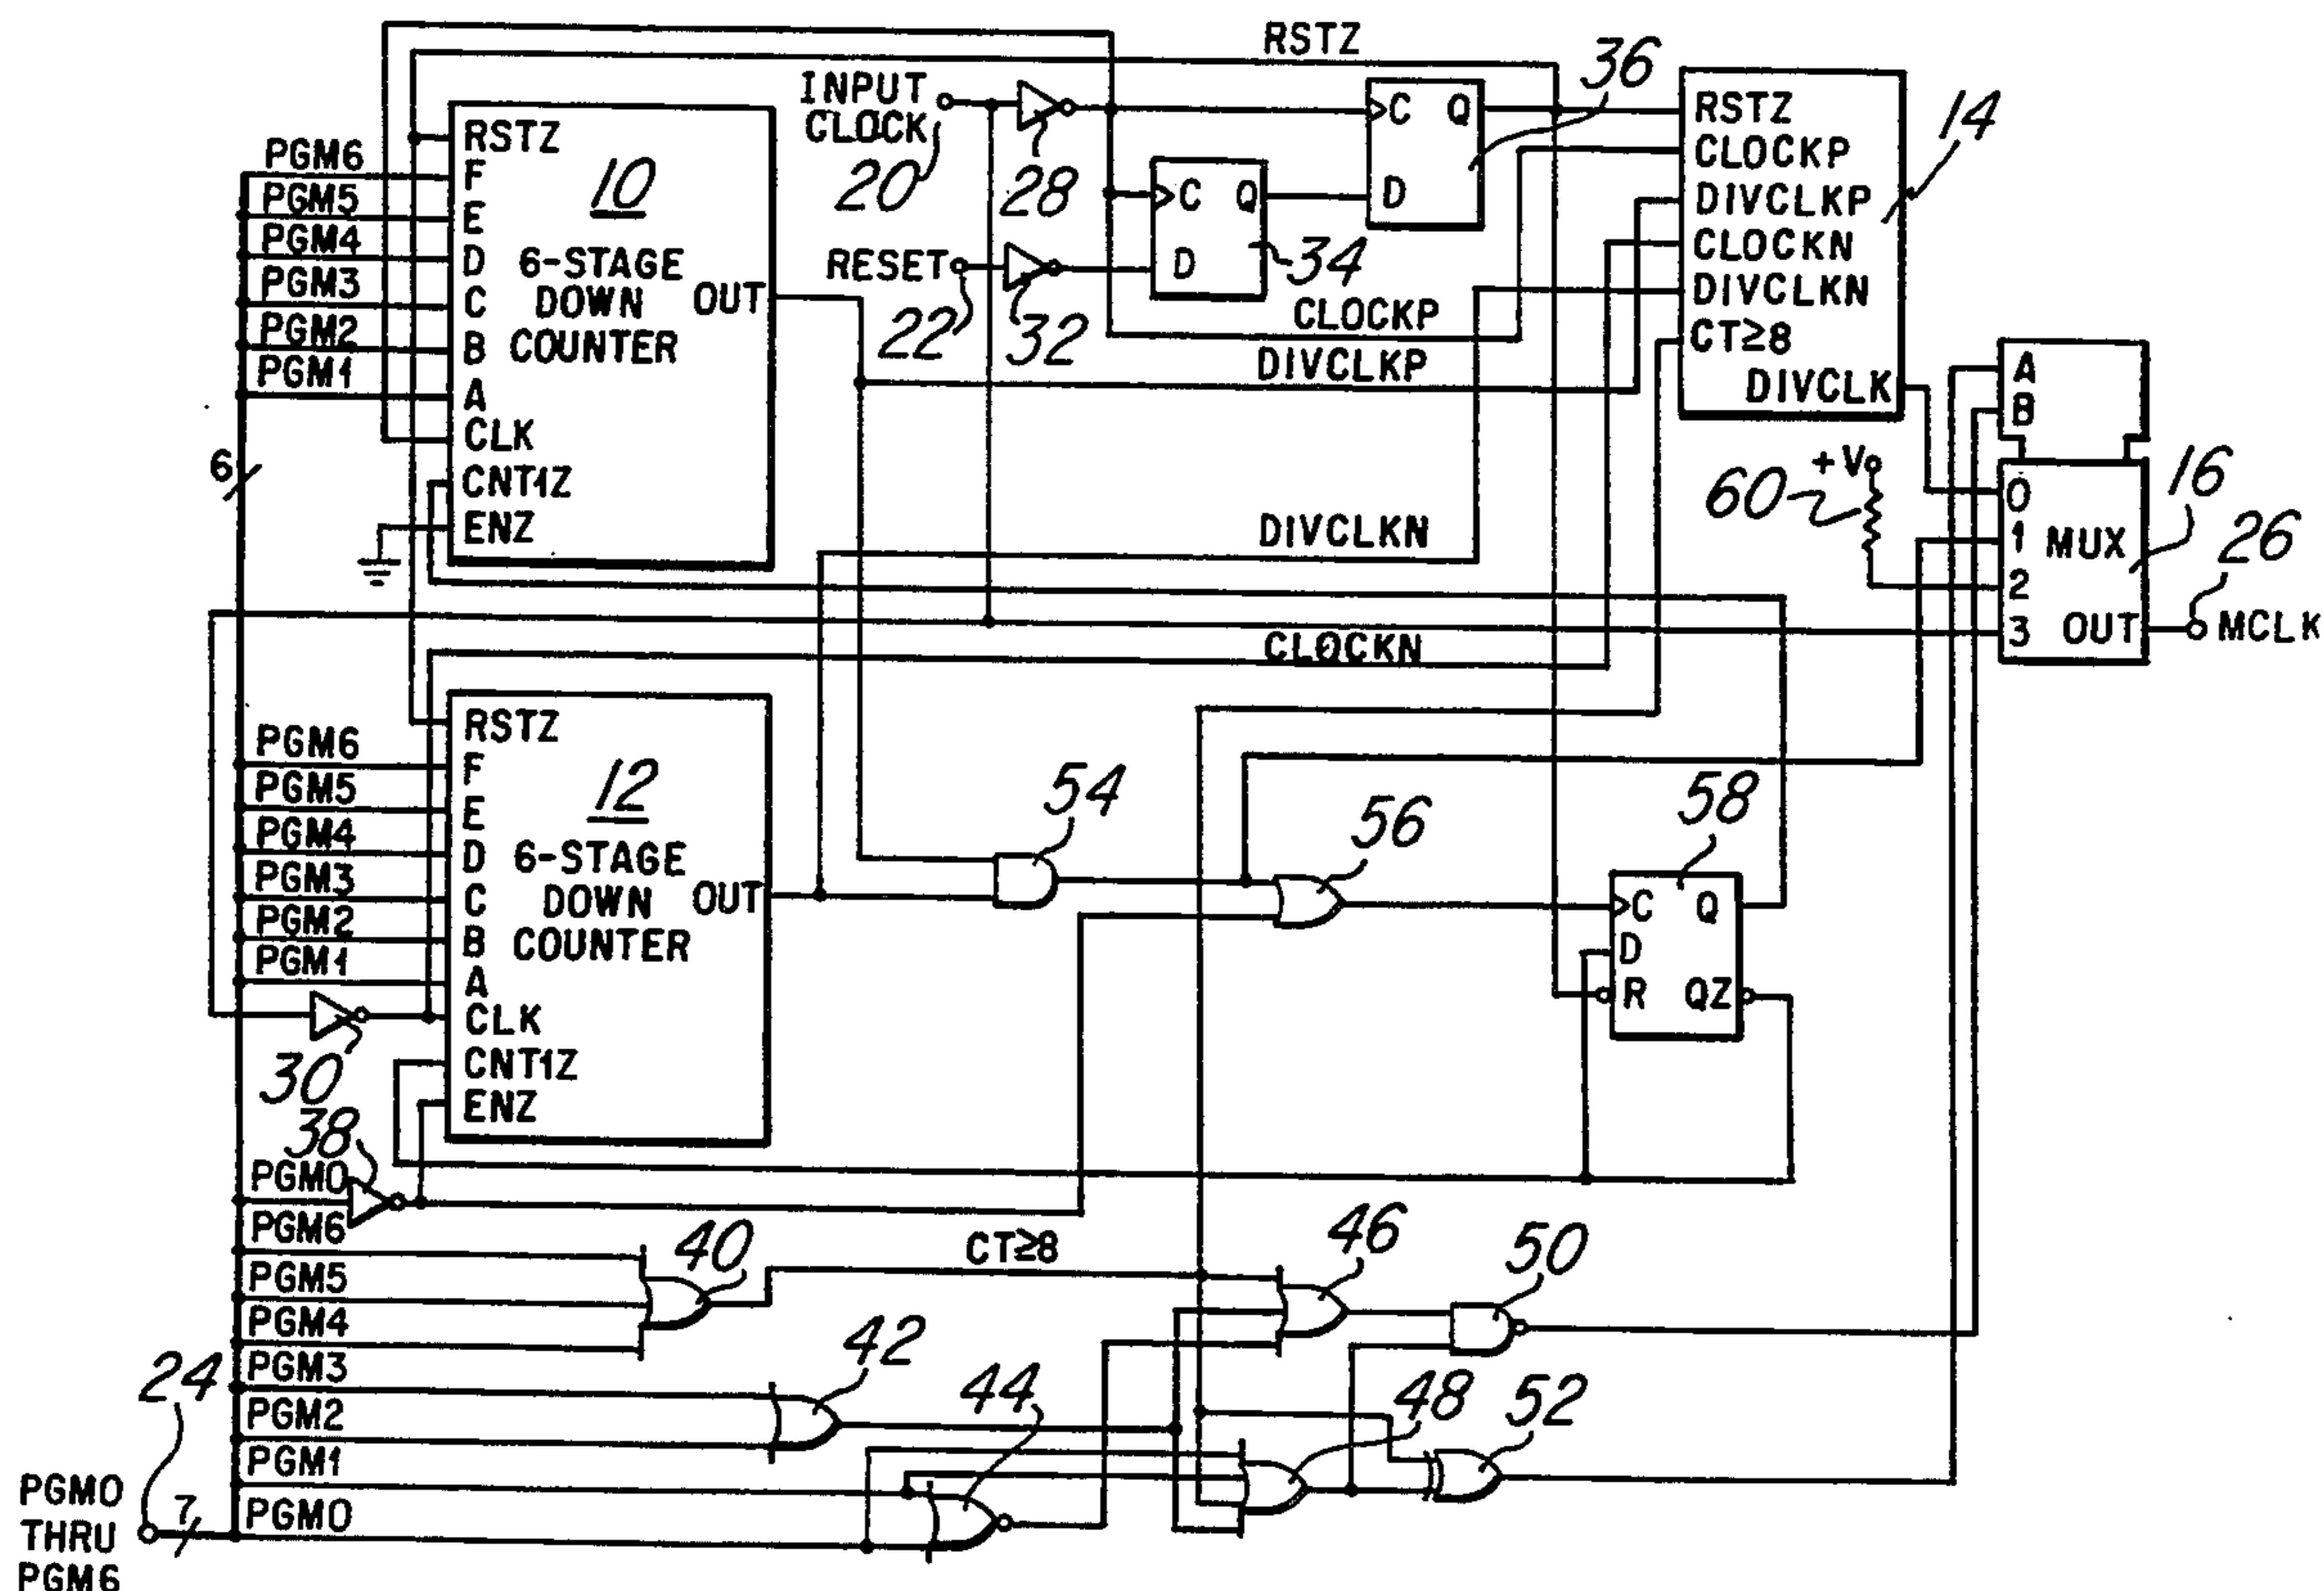 RSTZ
INPUT
CLOCK
20
28
36
C Q
D
34
C Q
D
RESET
22
32
CLOCKP
DIVCLKP
DIVCLKN
CLOCKN
14
RSTZ
CLOCKP
DIVCLKP
CLOCKN
DIVCLKN
CT≥8
DIVCLK
10
6-STAGE
DOWN
COUNTER
OUT
RSTZ
F
E
D
C
B
A
CLK
CNT1Z
ENZ
PGM6
PGM5
PGM4
PGM3
PGM2
PGM1
6
A
B
0
1
2
3
MUX
OUT
16
26
MCLK
+V
60
12
6-STAGE
DOWN
COUNTER
OUT
RSTZ
F
E
D
C
B
A
CLK
CNT1Z
ENZ
PGM6
PGM5
PGM4
PGM3
PGM2
PGM1
30
38
54
56
58
C Q
D
R QZ
PGM0
PGM6
PGM5
PGM4
PGM3
PGM2
PGM1
PGM0
40
CT≥8
42
44
46
48
50
52
24
7
PGM0
THRU
PGM6